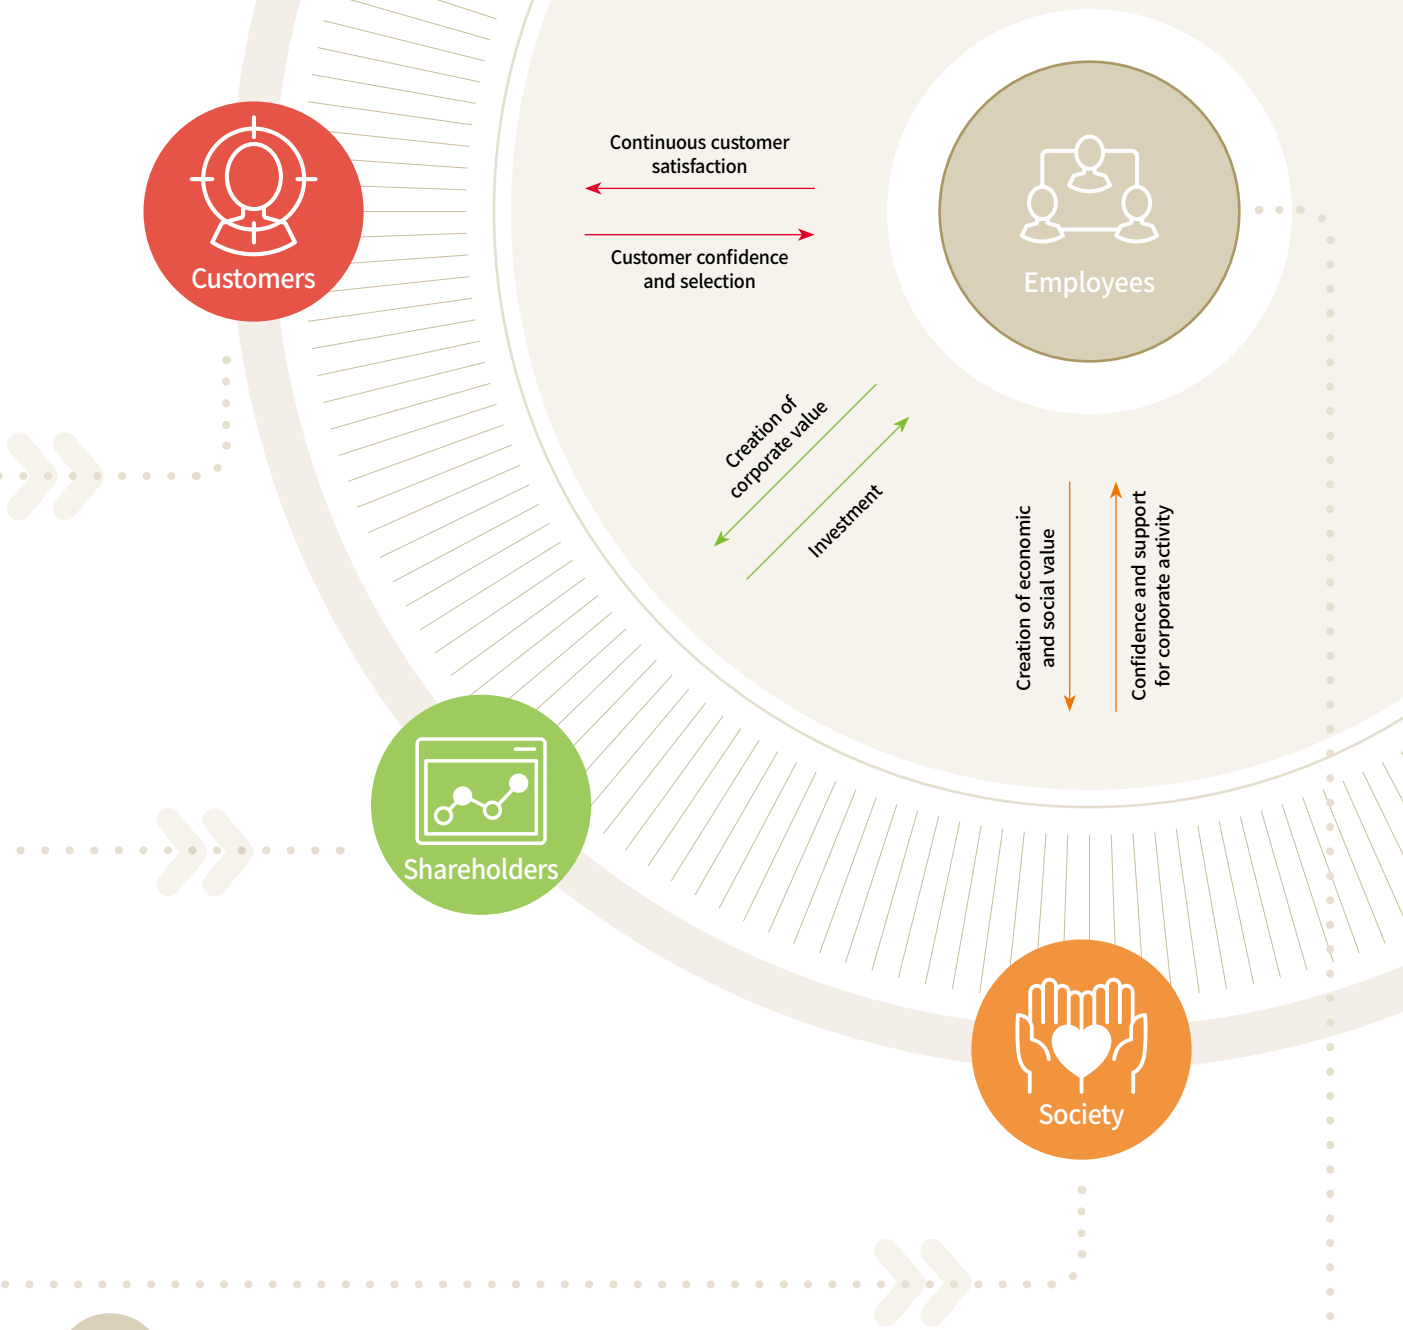 Continuous customer
satisfaction
Customer confidence
and selection
Customers
Employees
Creation of
corporate value
Investment
Creation of economic
and social value
Confidence and support
for corporate activity
Shareholders
Society